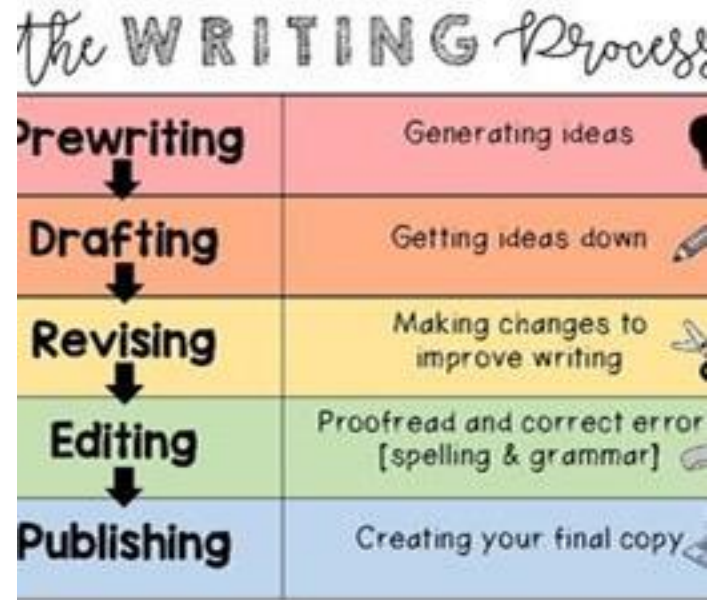 the WRITING Process
Prewriting
Generating ideas
Drafting
Getting ideas down
Revising
Making changes to
improve writing
Editing
Proofread and correct error
[spelling & grammar]
Publishing
Creating your final copy